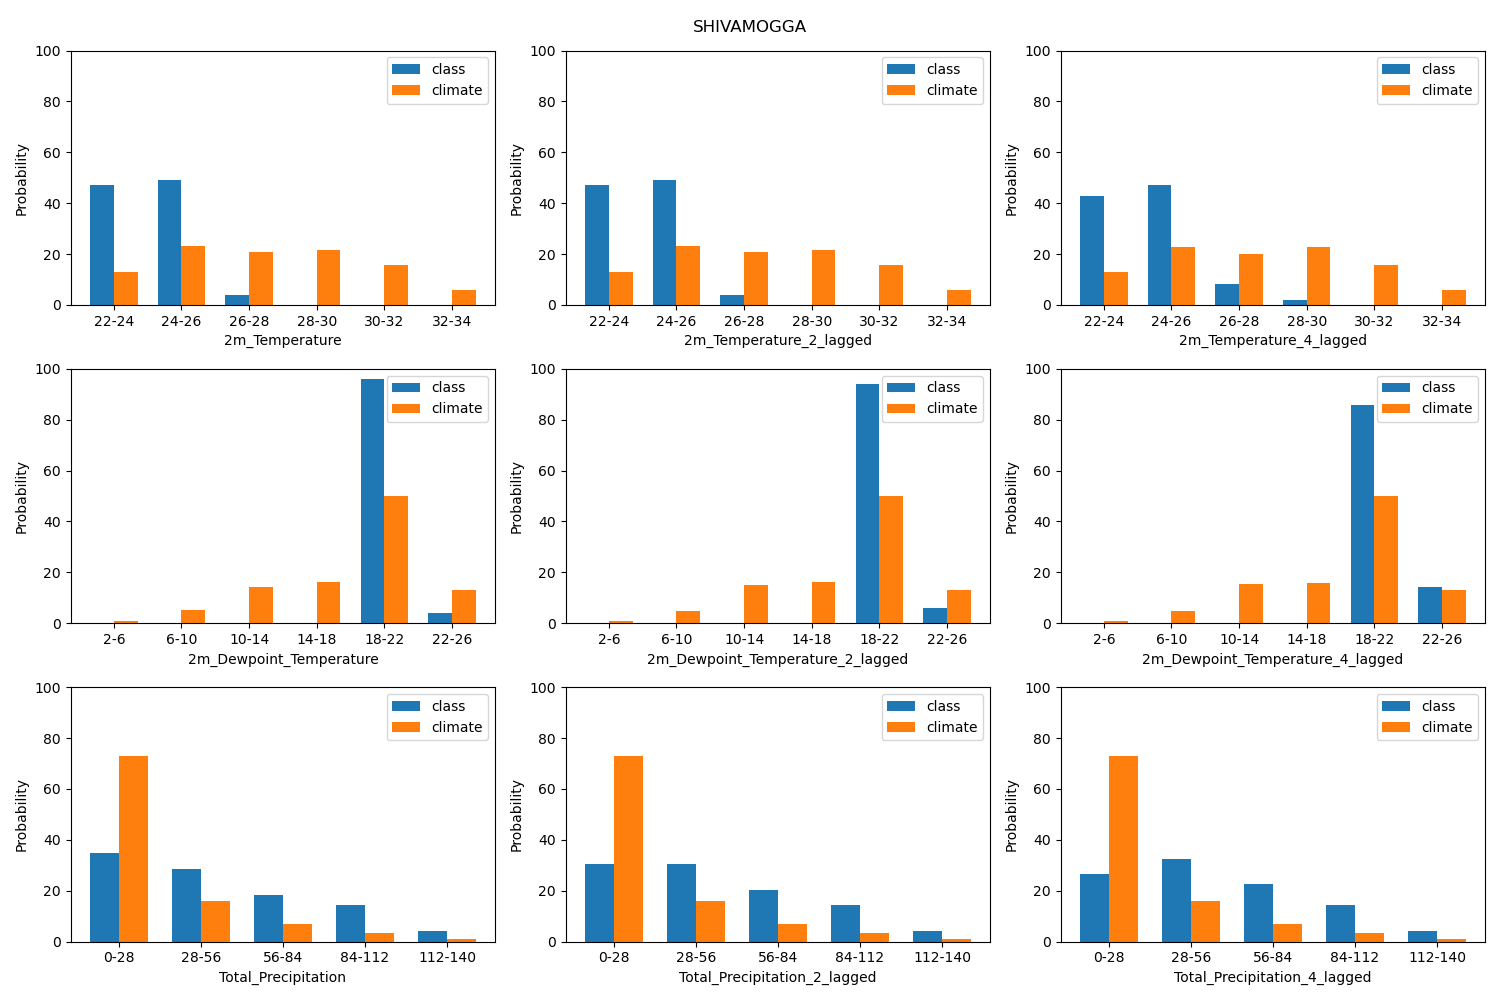 SHIVAMOGGA
100
80
60
40
20
0
Probability
class
climate
22-24 24-26 26-28 28-30 30-32 32-34
2m_Temperature
100
80
60
40
20
0
Probability
class
climate
22-24 24-26 26-28 28-30 30-32 32-34
2m_Temperature_2_lagged
100
80
60
40
20
0
Probability
class
climate
22-24 24-26 26-28 28-30 30-32 32-34
2m_Temperature_4_lagged
100
80
60
40
20
0
Probability
class
climate
2-6 6-10 10-14 14-18 18-22 22-26
2m_Dewpoint_Temperature
100
80
60
40
20
0
Probability
class
climate
2-6 6-10 10-14 14-18 18-22 22-26
2m_Dewpoint_Temperature_2_lagged
100
80
60
40
20
0
Probability
class
climate
2-6 6-10 10-14 14-18 18-22 22-26
2m_Dewpoint_Temperature_4_lagged
100
80
60
40
20
0
Probability
class
climate
0-28 28-56 56-84 84-112 112-140
Total_Precipitation
100
80
60
40
20
0
Probability
class
climate
0-28 28-56 56-84 84-112 112-140
Total_Precipitation_2_lagged
100
80
60
40
20
0
Probability
class
climate
0-28 28-56 56-84 84-112 112-140
Total_Precipitation_4_lagged